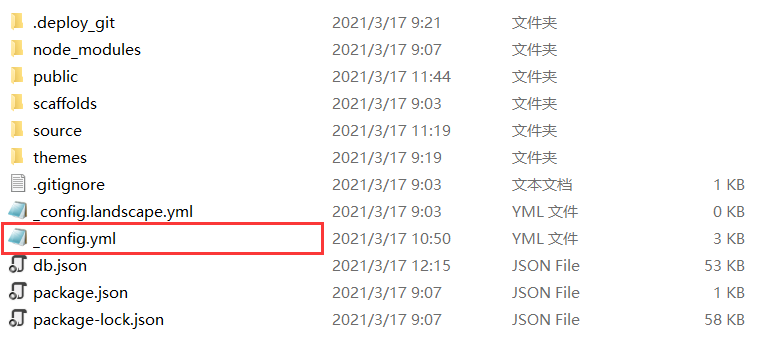 .deploy_git 2021/3/17 9:21 文件夹
node_modules 2021/3/17 9:07 文件夹
public 2021/3/17 11:44 文件夹
scaffolds 2021/3/17 9:03 文件夹
source 2021/3/17 11:19 文件夹
themes 2021/3/17 9:19 文件夹
.gitignore 2021/3/17 9:03 文本文档 1 KB
_config.landscape.yml 2021/3/17 9:03 YML 文件 0 KB
_config.yml 2021/3/17 10:50 YML 文件 3 KB
db.json 2021/3/17 12:15 JSON File 53 KB
package.json 2021/3/17 9:07 JSON File 1 KB
package-lock.json 2021/3/17 9:07 JSON File 58 KB